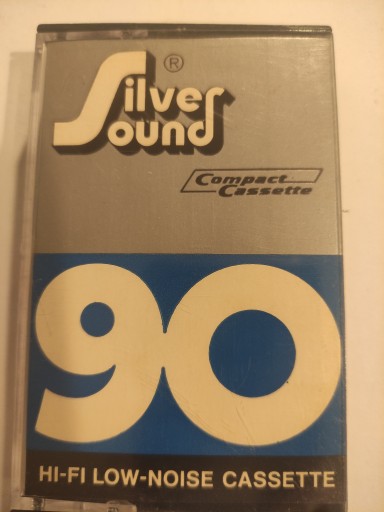 Silver ®
Sound
Compact
Cassette
90
HI-FI LOW-NOISE CASSETTE